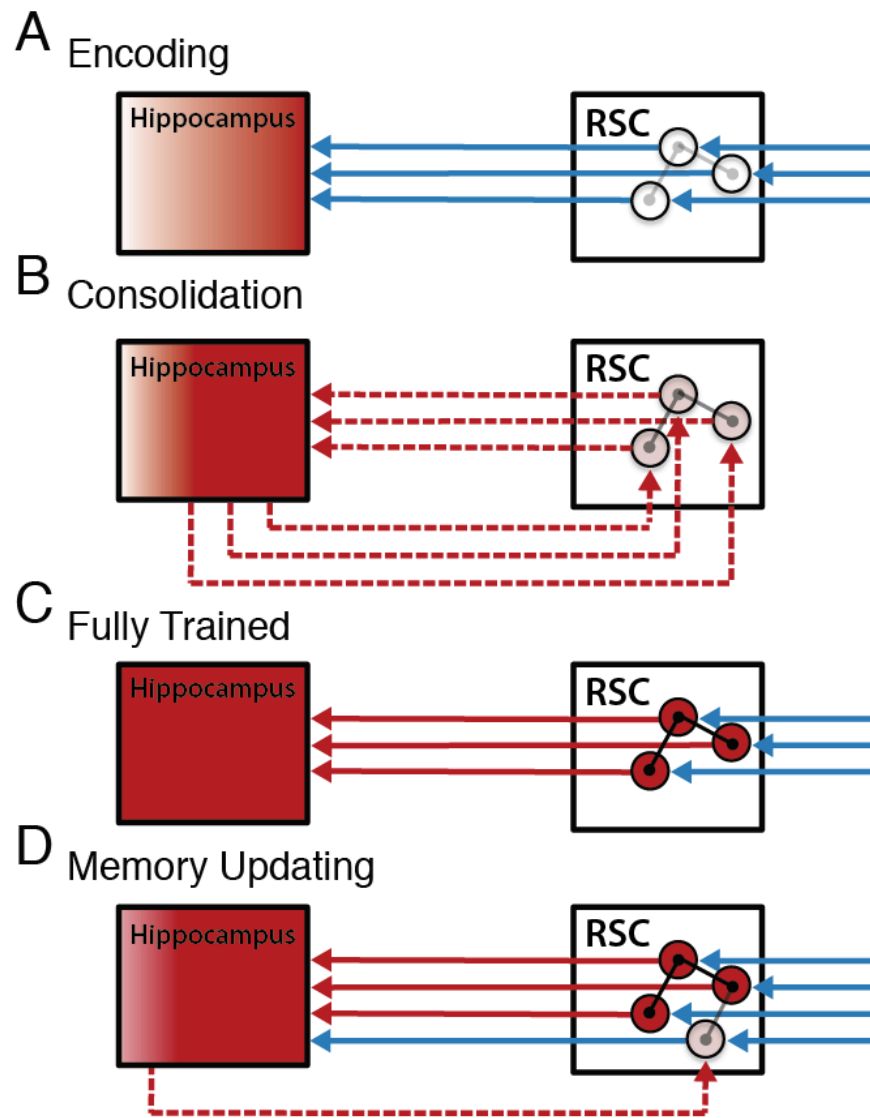 A
Encoding
Hippocampus
RSC
B
Consolidation
Hippocampus
RSC
C
Fully Trained
Hippocampus
RSC
D
Memory Updating
Hippocampus
RSC